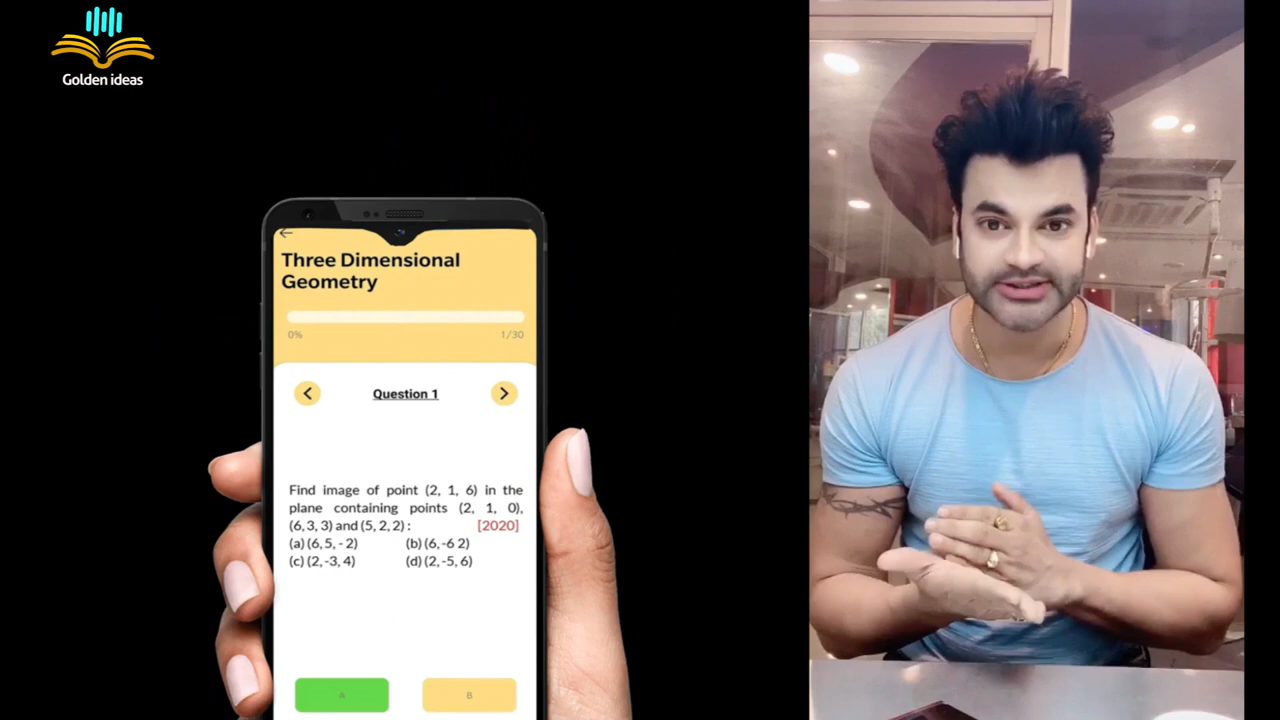 Golden ideas
Three Dimensional
Geometry
0% 1/30
Question 1
Find image of point (2, 1, 6) in the
plane containing points (2, 1, 0),
(6, 3, 3) and (5, 2, 2) : [2020]
(a) (6, 5, - 2) (b) (6, -6 2)
(c) (2, -3, 4) (d) (2, -5, 6)
A B